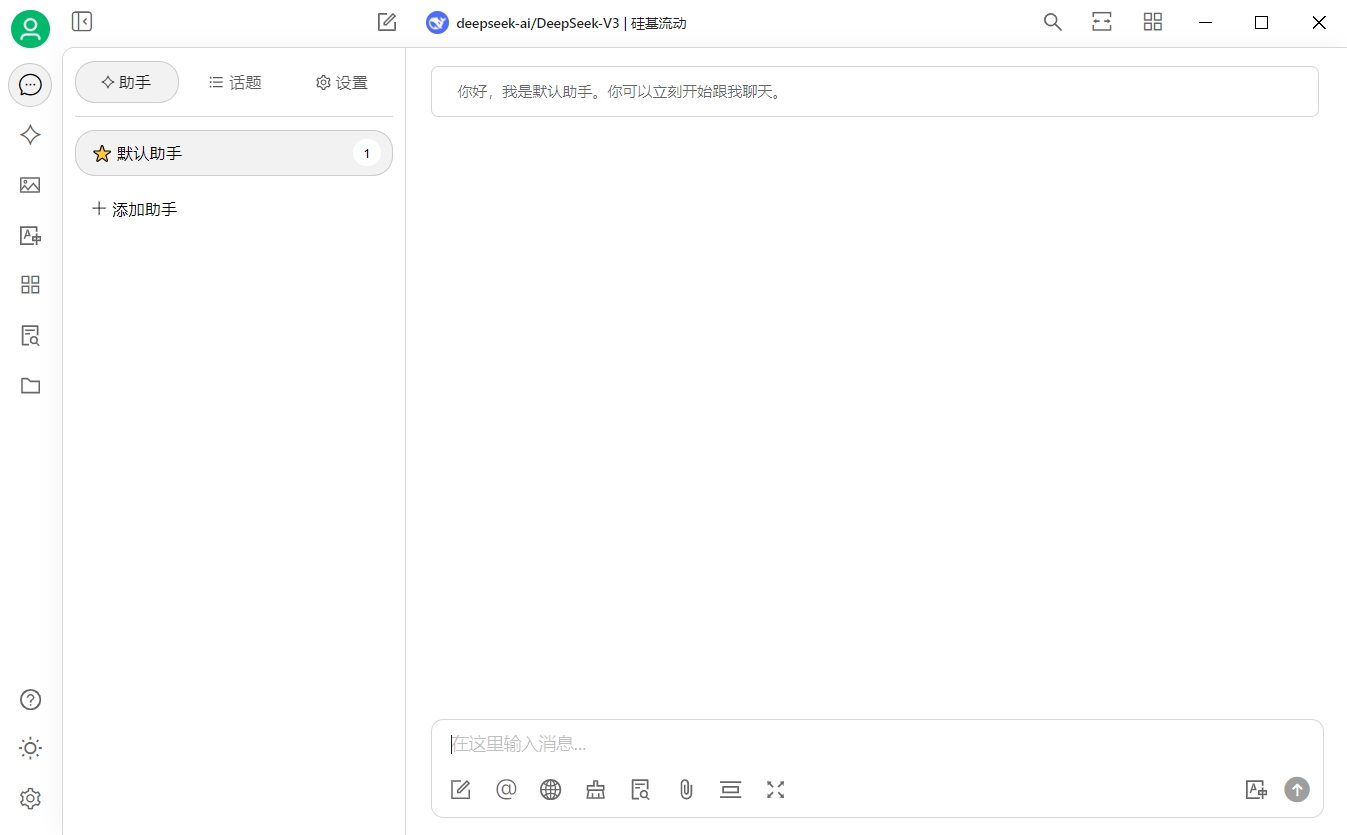 deepseek-ai/DeepSeek-V3 | 硅基流动
助手
话题
设置
你好，我是默认助手。你可以立刻开始跟我聊天。
默认助手
1
添加助手
在这里输入消息...